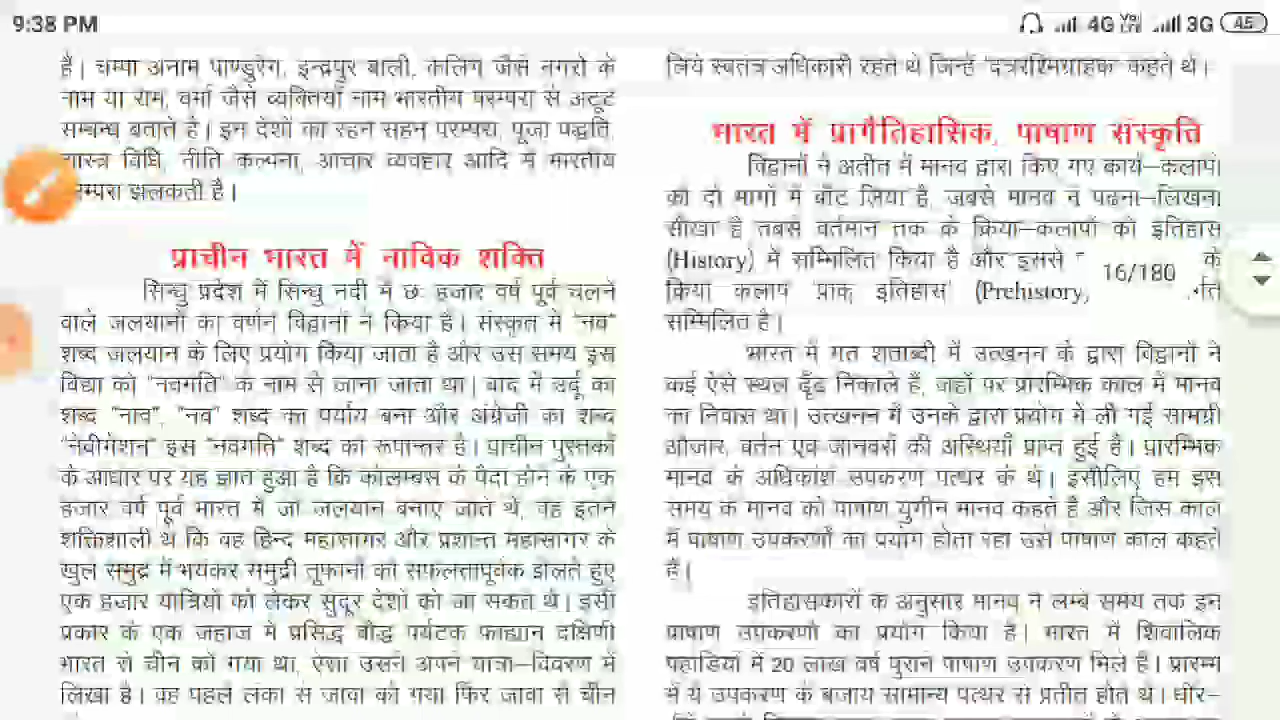 9:38 PM
4G
3G
45
है। चम्पा अनाम पाण्डुरंग, इन्द्रपुर बाली, कलिंग जैसे नगरों के
नाम या राम, वर्मा जैसे व्यक्तियों नाम भारतीय परम्परा से अटूट
सम्बन्ध बताते है। इन देशों का रहन सहन परम्परा, पूजा पद्धति,
शास्त्र विधि, नीति कल्पना, आचार व्यवहार आदि में भारतीय
परम्परा झलकती है।
प्राचीन भारत में नाविक शक्ति
सिन्धु प्रदेश में सिन्धु नदी में छः हजार वर्ष पूर्व चलने
वाले जलयानों का वर्णन विद्वानों ने किया है। संस्कृत में "नव"
शब्द जलयान के लिए प्रयोग किया जाता है और उस समय इस
विद्या को "नवगति" के नाम से जाना जाता था। बाद में उर्दू का
शब्द "नाव", "नव" शब्द का पर्याय बना और अंग्रेजी का शब्द
"नेवीगेशन" इस "नवगति" शब्द का रूपान्तर है। प्राचीन पुस्तकों
के आधार पर यह ज्ञात हुआ है कि कोलम्बस के पैदा होने के एक
हजार वर्ष पूर्व भारत में जो जलयान बनाए जाते थे, वह इतने
शक्तिशाली थे कि वह हिन्द महासागर और प्रशान्त महासागर के
खुले समुद्र में भयंकर समुद्री तूफानों को सफलतापूर्वक झेलते हुए
एक हजार यात्रियों को लेकर सुदूर देशों को जा सकते थे। इसी
प्रकार के एक जहाज में प्रसिद्ध बौद्ध पर्यटक फाह्यान दक्षिणी
भारत से चीन को गया था, ऐसा उसने अपने यात्रा–विवरण में
लिखा है। वह पहले लंका से जावा को गया फिर जावा से चीन
लिये स्वतंत्र अधिकारी रहते थे जिन्हें कहते थे।
भारत में प्रागैतिहासिक, पाषाण संस्कृति
विद्वानों ने अतीत में मानव द्वारा किए गए कार्य–कलापों
को दो भागों में बाँट लिया है, जबसे मानव ने पढना–लिखना
सीखा है तबसे वर्तमान तक के क्रिया–कलापों को इतिहास
(History) में सम्मिलित किया है और इससे के
क्रिया कलाप 'प्राक् इतिहास' (Prehistory,
16/180
सम्मिलित है।
भारत में गत शताब्दी में उत्खनन के द्वारा विद्वानों ने
कई ऐसे स्थल ढूँढ निकाले हैं, जहाँ पर प्रारम्भिक काल में मानव
का निवास था। उत्खनन में उनके द्वारा प्रयोग में ली गई सामग्री
औजार, बर्तन एवं जानवरों की अस्थियाँ प्राप्त हुई है। प्रारम्भिक
मानव के अधिकांश उपकरण पत्थर के थे। इसीलिए हम इस
समय के मानव को पाषाण युगीन मानव कहते है और जिस काल
में पाषाण उपकरणों का प्रयोग होता रहा उसे पाषाण काल कहते
है।
इतिहासकारों के अनुसार मानव ने लम्बे समय तक इन
पाषाण उपकरणों का प्रयोग किया है। भारत में शिवालिक
पहाडियों में 20 लाख वर्ष पुराने पाषाण उपकरण मिले है। प्रारम्भ
में ये उपकरण के बजाय सामान्य पत्थर से प्रतीत होते थे। धीरे–